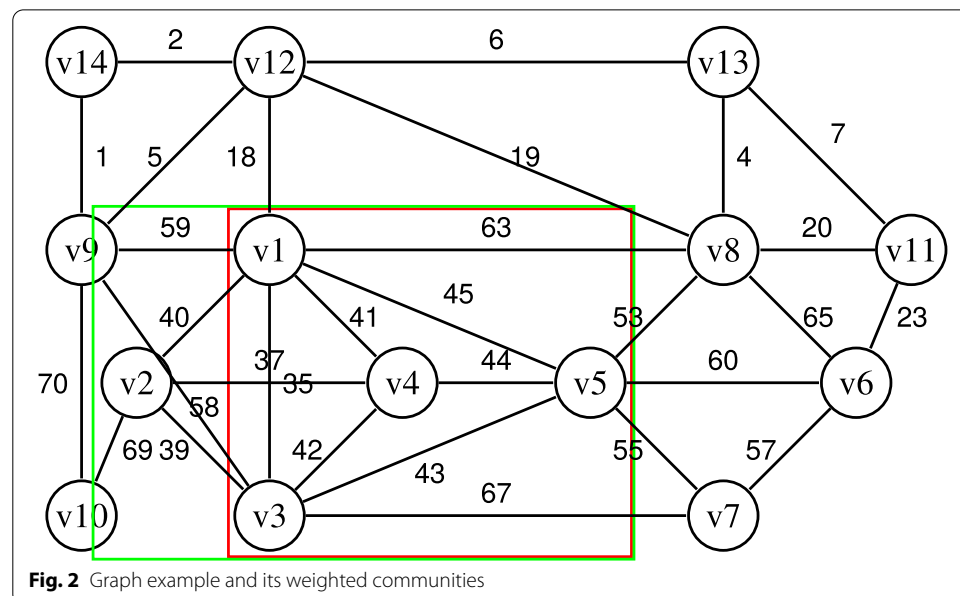 2 6
v14 v12 v13
1 5 18 19 4 7
59 63 20
v9 v1 v8 v11
45
40 41 53 65 23
37 44 60
70 v2 35 v4 v5 v6
58
69 39 42 55 57
43
67
v10 v3 v7
Fig. 2 Graph example and its weighted communities